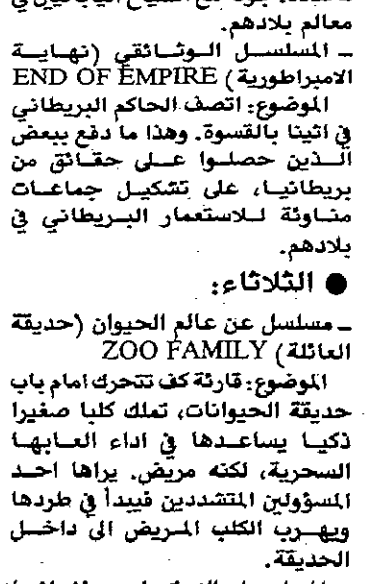 معالم بلادهم.
ـ المسلسل الوثائقي (نهاية
الامبراطورية) END OF EMPIRE
الموضوع: اتصف الحاكم البريطاني
في اثينا بالقسوة. وهذا ما دفع ببعض
الذين حصلوا على حقائق من
بريطانيا، على تشكيل جماعات
مناوئة للاستعمار البريطاني في
بلادهم.
● الثلاثاء:
ـ مسلسل عن عالم الحيوان (حديقة
العائلة) ZOO FAMILY
الموضوع: قارئة كف تتحرك امام باب
حديقة الحيوانات، تملك كلبا صغيرا
ذكيا يساعدها في اداء العابها
السحرية، لكنه مريض. يراها احد
المسؤولين المتشددين فيبدأ في طردها
ويهرب الكلب المريض الى داخل
الحديقة.